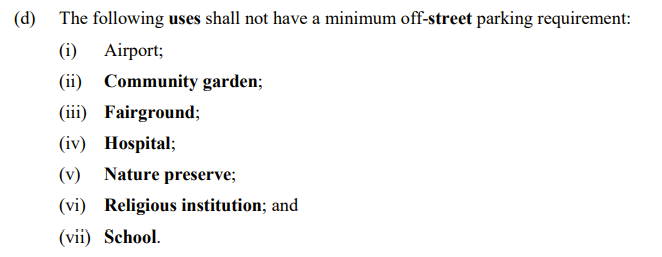 (d) The following uses shall not have a minimum off-street parking requirement:
(i) Airport;
(ii) Community garden;
(iii) Fairground;
(iv) Hospital;
(v) Nature preserve;
(vi) Religious institution; and
(vii) School.